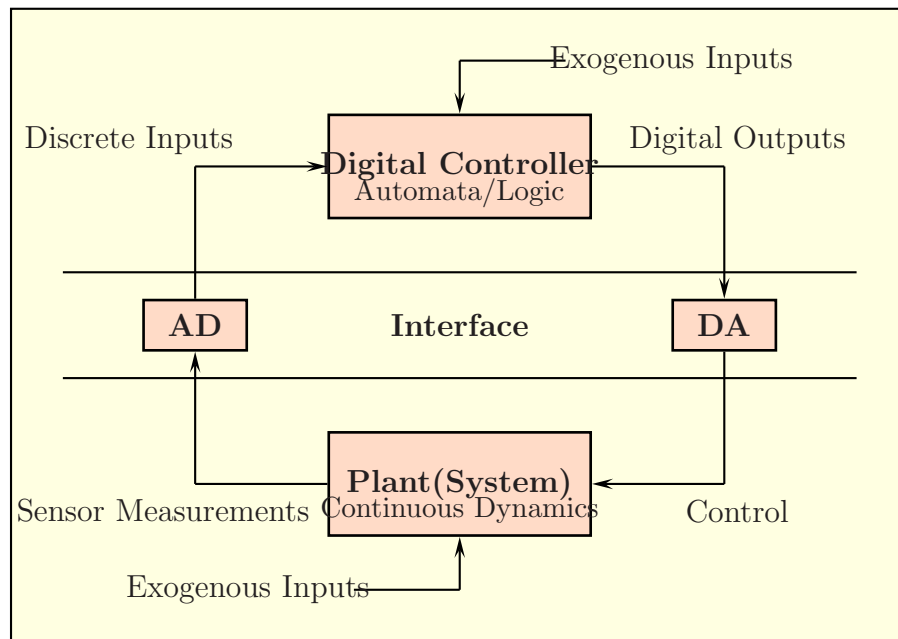 Exogenous Inputs
Discrete Inputs
Digital Outputs
Digital Controller
Automata/Logic
AD
Interface
DA
Plant(System)
Continuous Dynamics
Sensor Measurements
Control
Exogenous Inputs